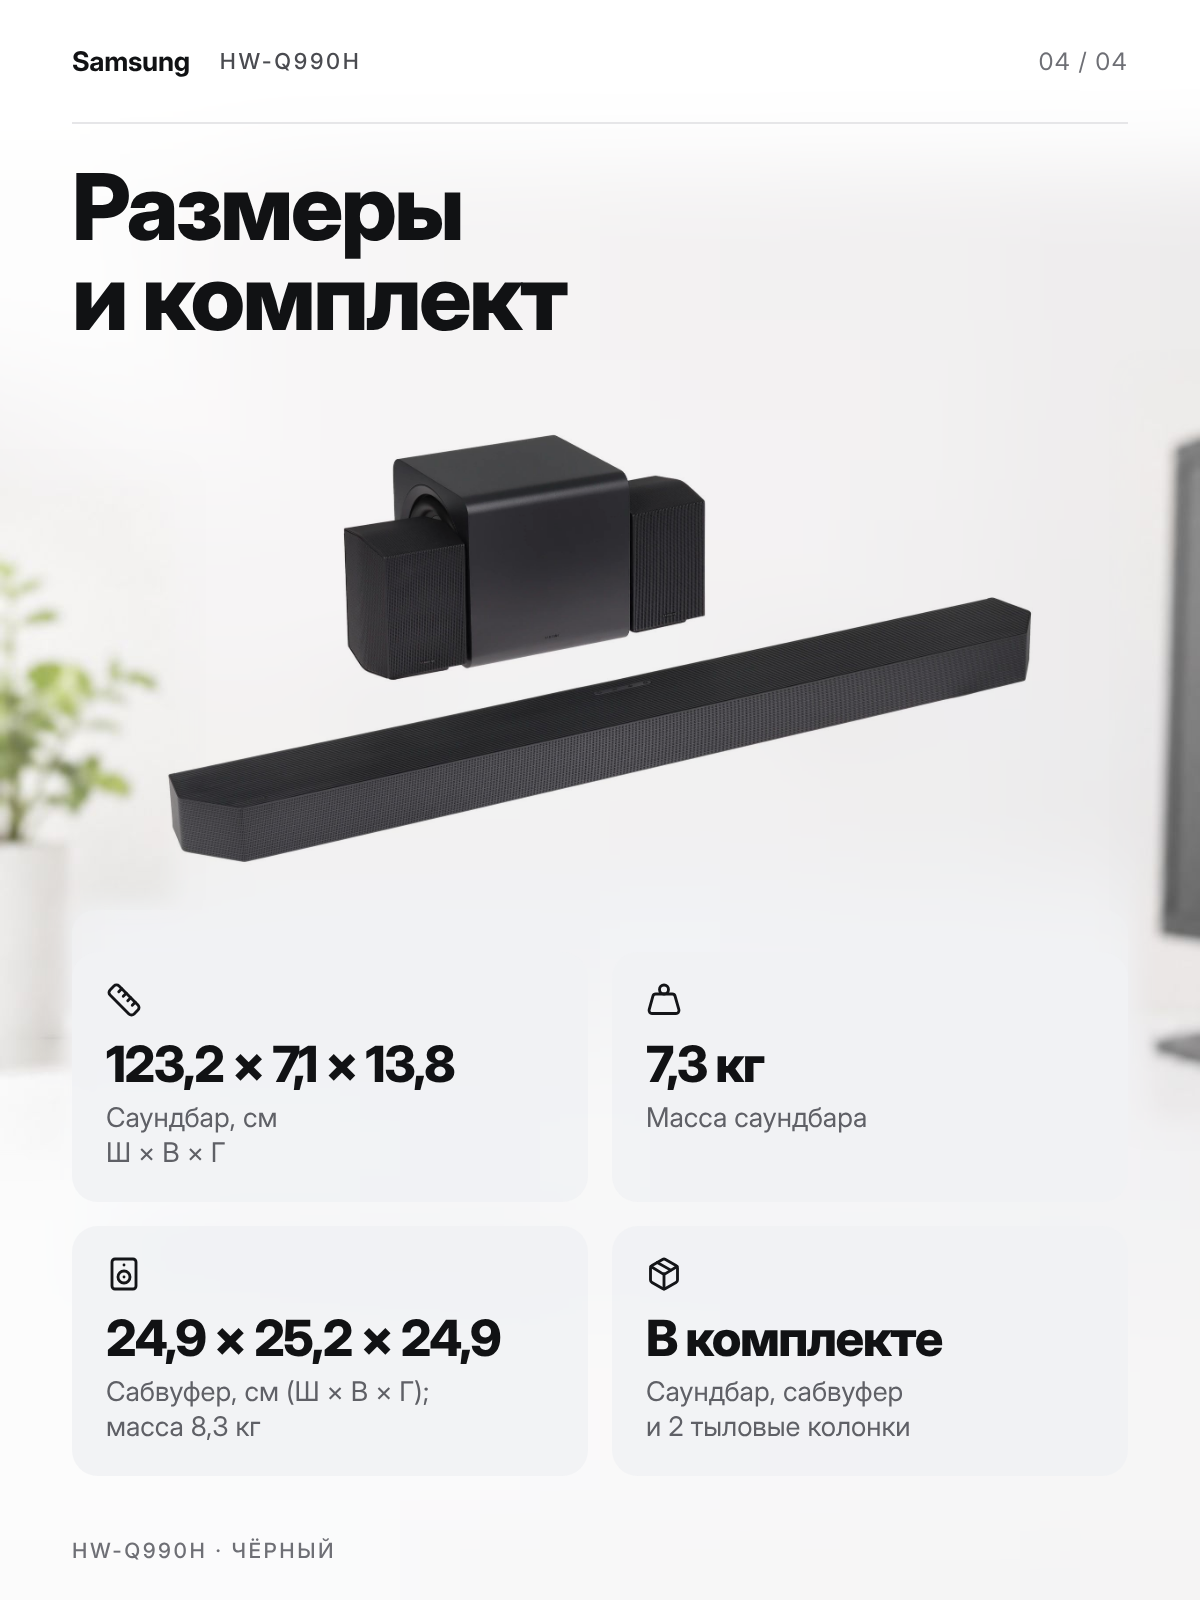 Samsung HW-Q990H 04 / 04
Размеры
и комплект
123,2 × 7,1 × 13,8
Саундбар, см
Ш × В × Г
7,3 кг
Масса саундбара
24,9 × 25,2 × 24,9
Сабвуфер, см (Ш × В × Г);
масса 8,3 кг
В комплекте
Саундбар, сабвуфер
и 2 тыловые колонки
HW-Q990H · ЧЁРНЫЙ